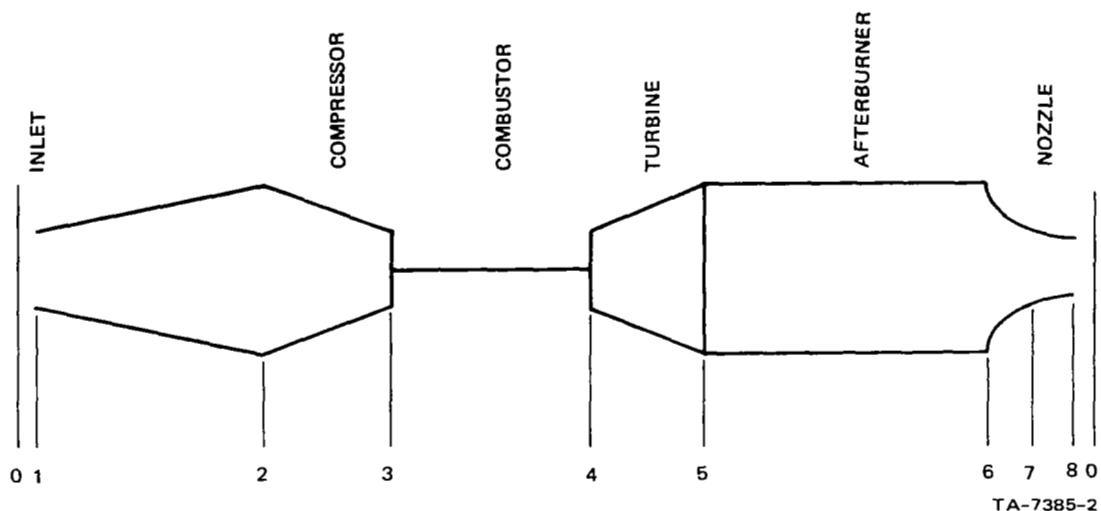 INLET
COMPRESSOR
COMBUSTOR
TURBINE
AFTERBURNER
NOZZLE
0 1 2 3 4 5 6 7 8 0
TA-7385-2